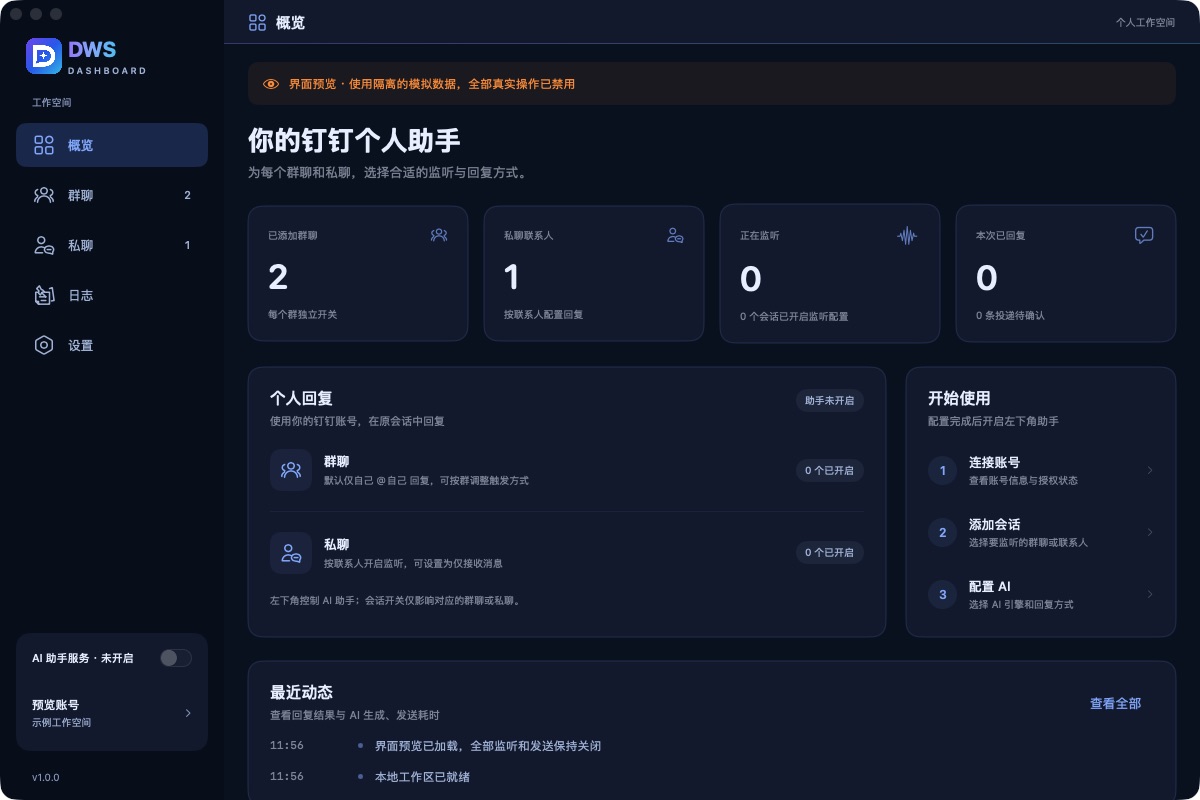 DWS
DASHBOARD
工作空间
概览
群聊 2
私聊 1
日志
设置
AI 助手服务 · 未开启
预览账号
示例工作空间
v1.0.0
概览
个人工作空间
界面预览 · 使用隔离的模拟数据，全部真实操作已禁用
你的钉钉个人助手
为每个群聊和私聊，选择合适的监听与回复方式。
已添加群聊
2
每个群独立开关
私聊联系人
1
按联系人配置回复
正在监听
0
0 个会话已开启监听配置
本次已回复
0
0 条投递待确认
个人回复
助手未开启
使用你的钉钉账号，在原会话中回复
群聊
默认仅自己 @自己 回复，可按群调整触发方式
0 个已开启
私聊
按联系人开启监听，可设置为仅接收消息
0 个已开启
左下角控制 AI 助手；会话开关仅影响对应的群聊或私聊。
开始使用
配置完成后开启左下角助手
1 连接账号
查看账号信息与授权状态
2 添加会话
选择要监听的群聊或联系人
3 配置 AI
选择 AI 引擎和回复方式
最近动态
查看回复结果与 AI 生成、发送耗时
查看全部
11:56 界面预览已加载，全部监听和发送保持关闭
11:56 本地工作区已就绪